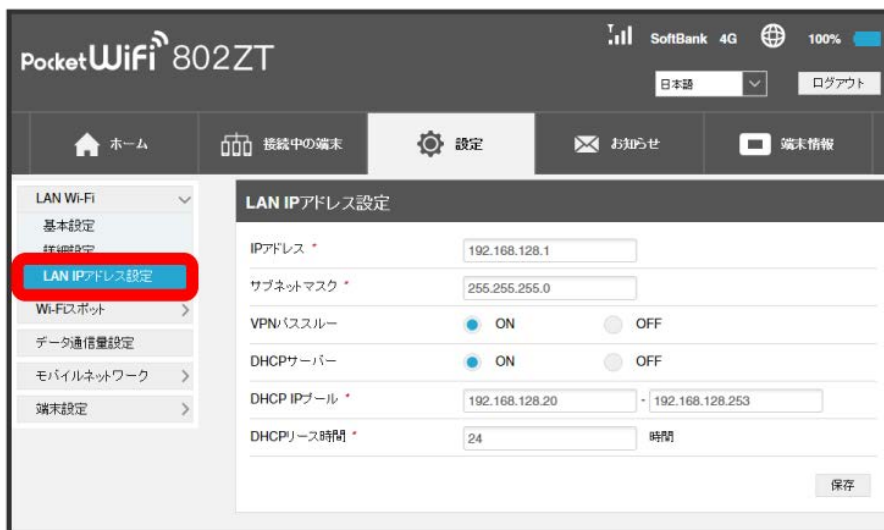 SoftBank 4G 100%
PocketWiFi 802ZT
日本語 ログアウト
ホーム 接続中の端末 設定 お知らせ 端末情報
LAN Wi-Fi
基本設定
詳細設定
LAN IPアドレス設定
Wi-Fiスポット
データ通信量設定
モバイルネットワーク
端末設定
LAN IPアドレス設定
IPアドレス * 192.168.128.1
サブネットマスク * 255.255.255.0
VPNパススルー ON OFF
DHCPサーバー ON OFF
DHCP IPプール * 192.168.128.20 - 192.168.128.253
DHCPリース時間 * 24 時間
保存